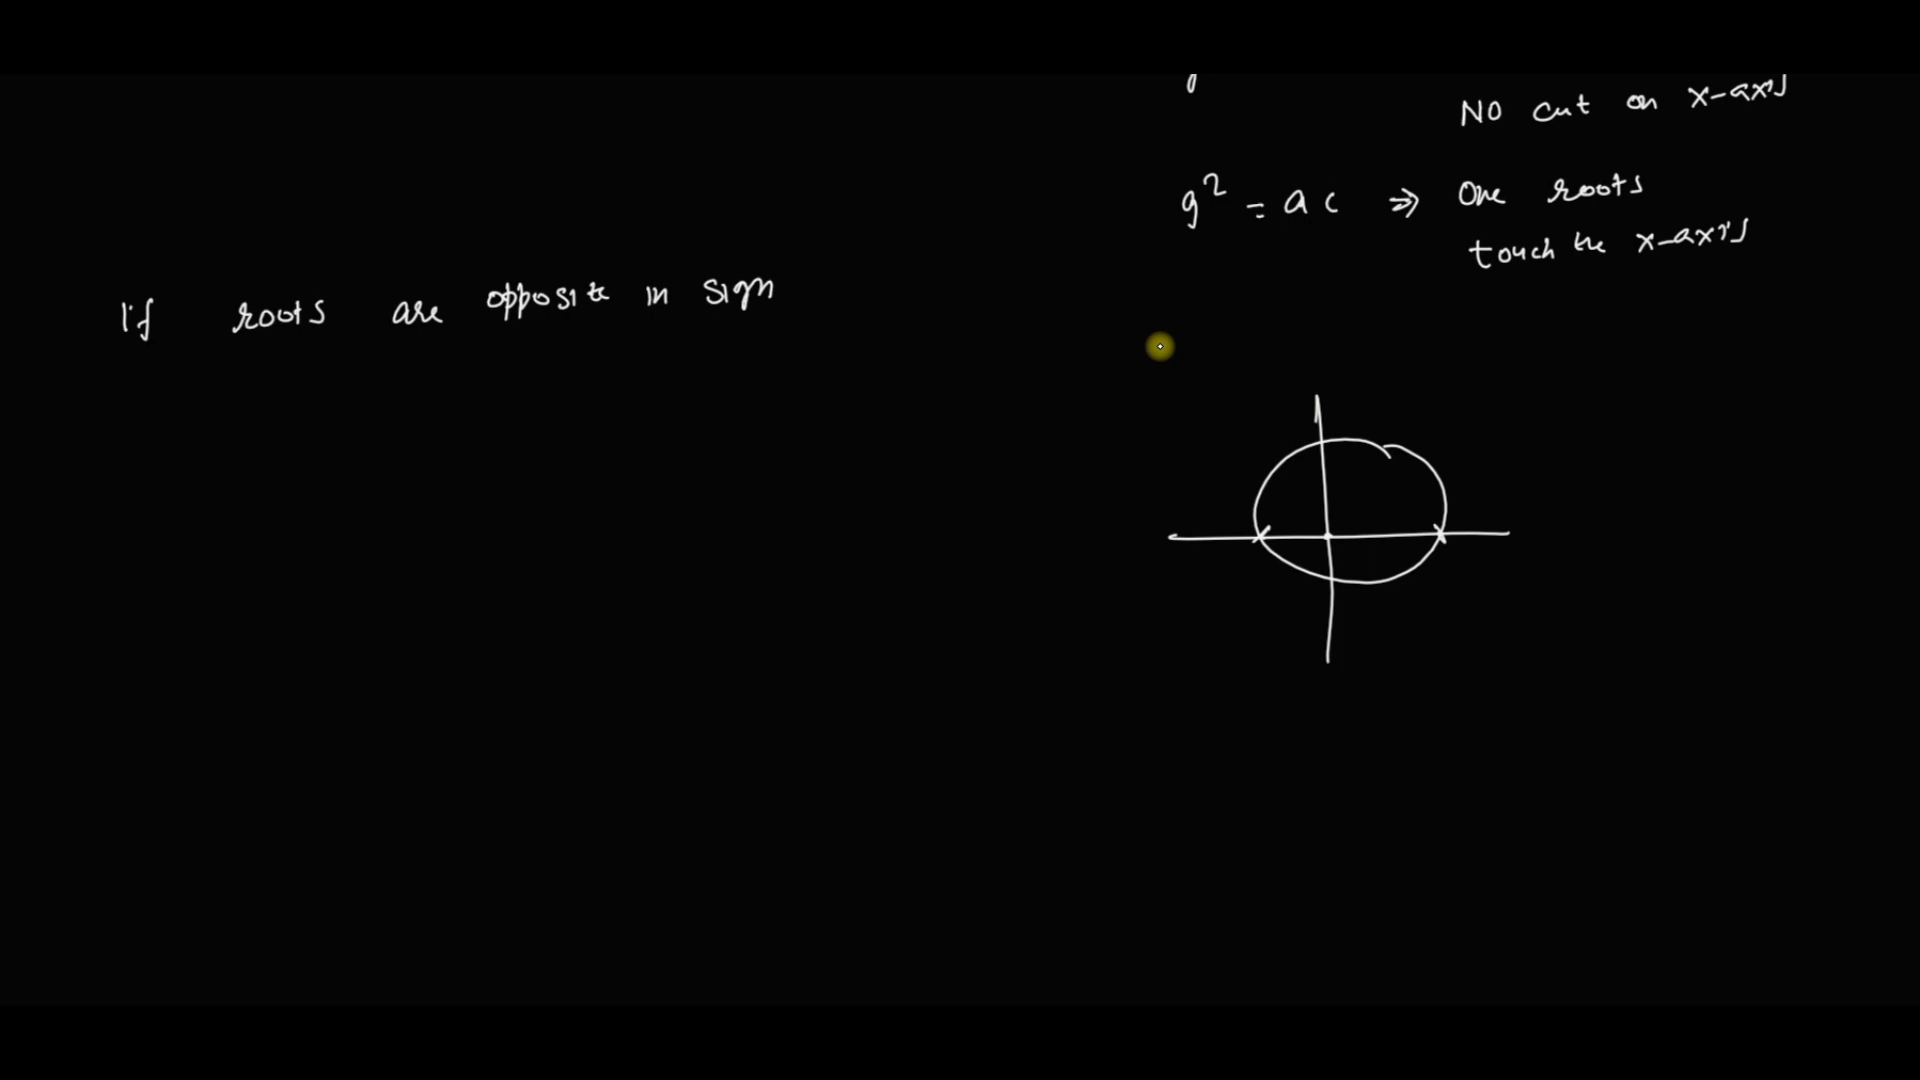 NO cut on x-axis
g² = ac ⇒ One roots
touch the x-axis
If roots are opposite in sign